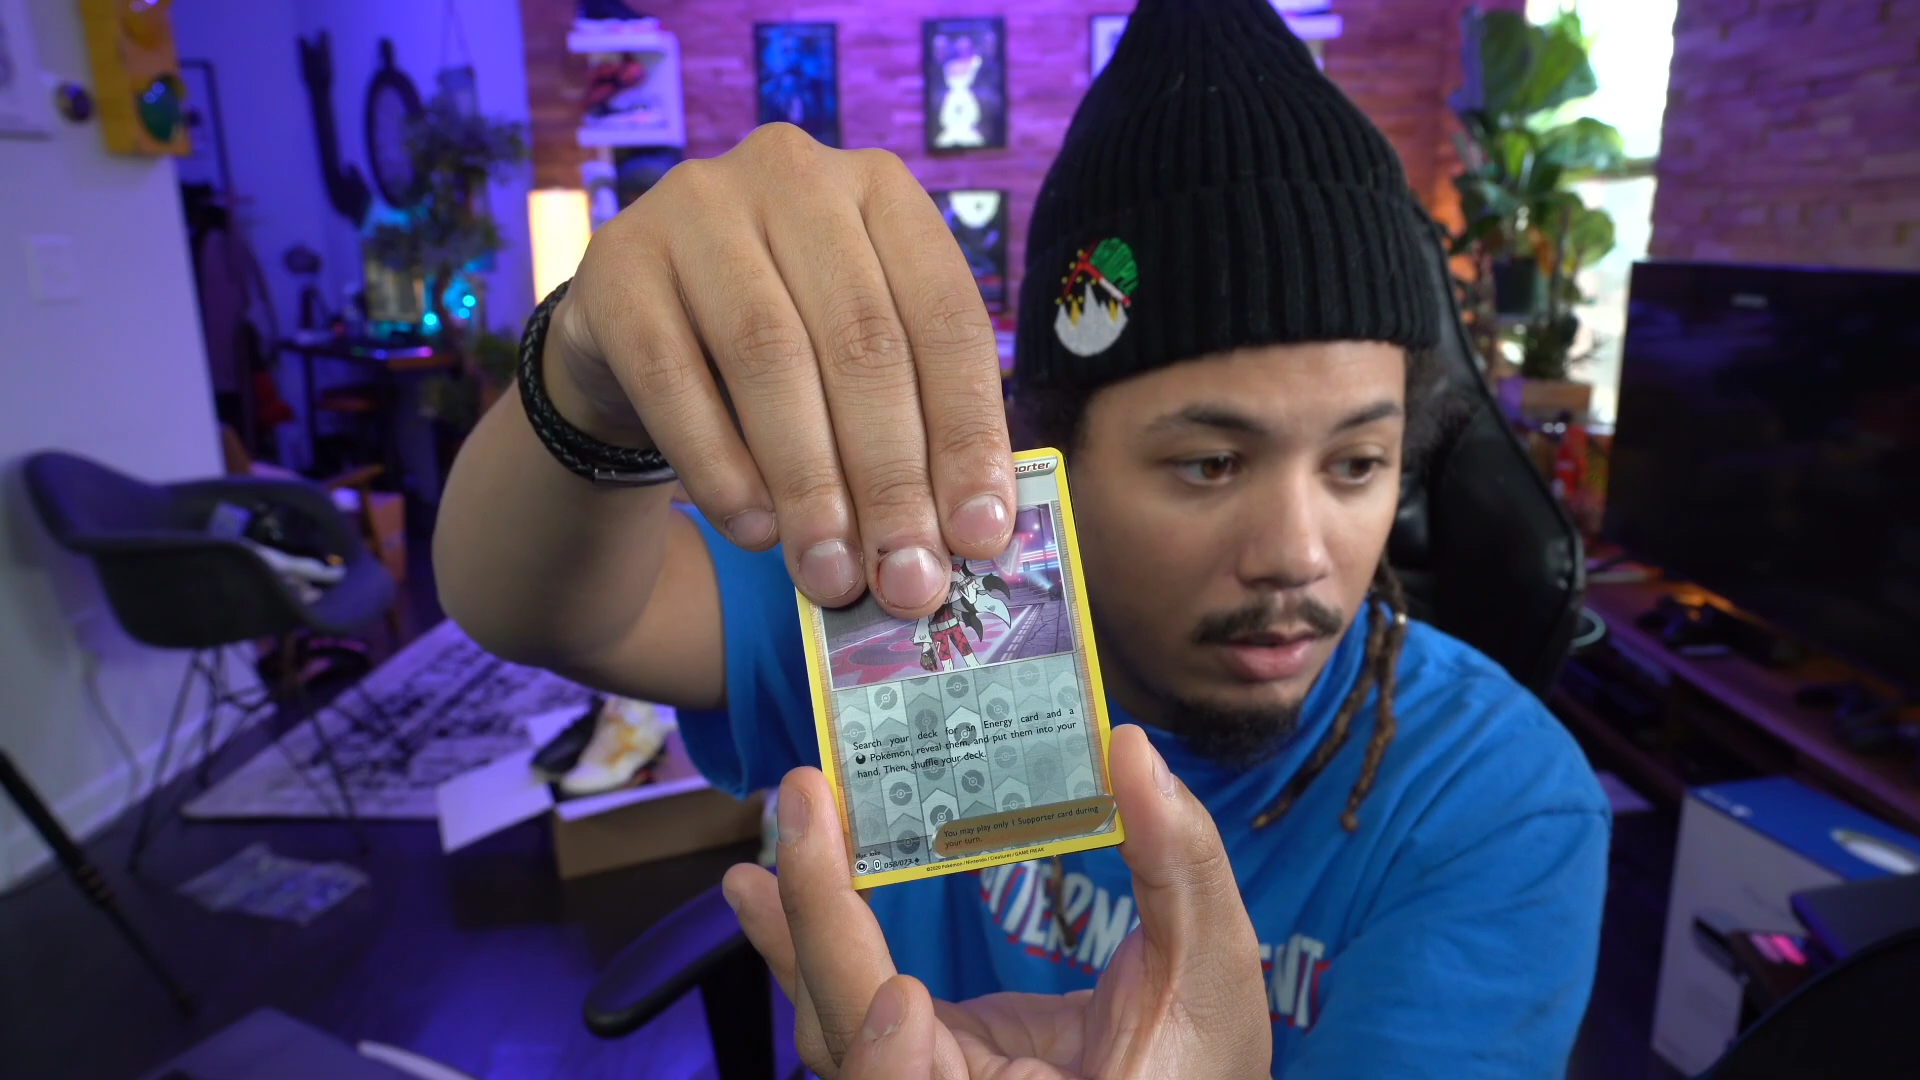 porter
Search your deck for an Energy card and a
Pokémon, reveal them, and put them into your
hand. Then, shuffle your deck.
You may play only 1 Supporter card during
your turn.
D 058/073
©2020 Pokémon / Nintendo / Creatures / GAME FREAK